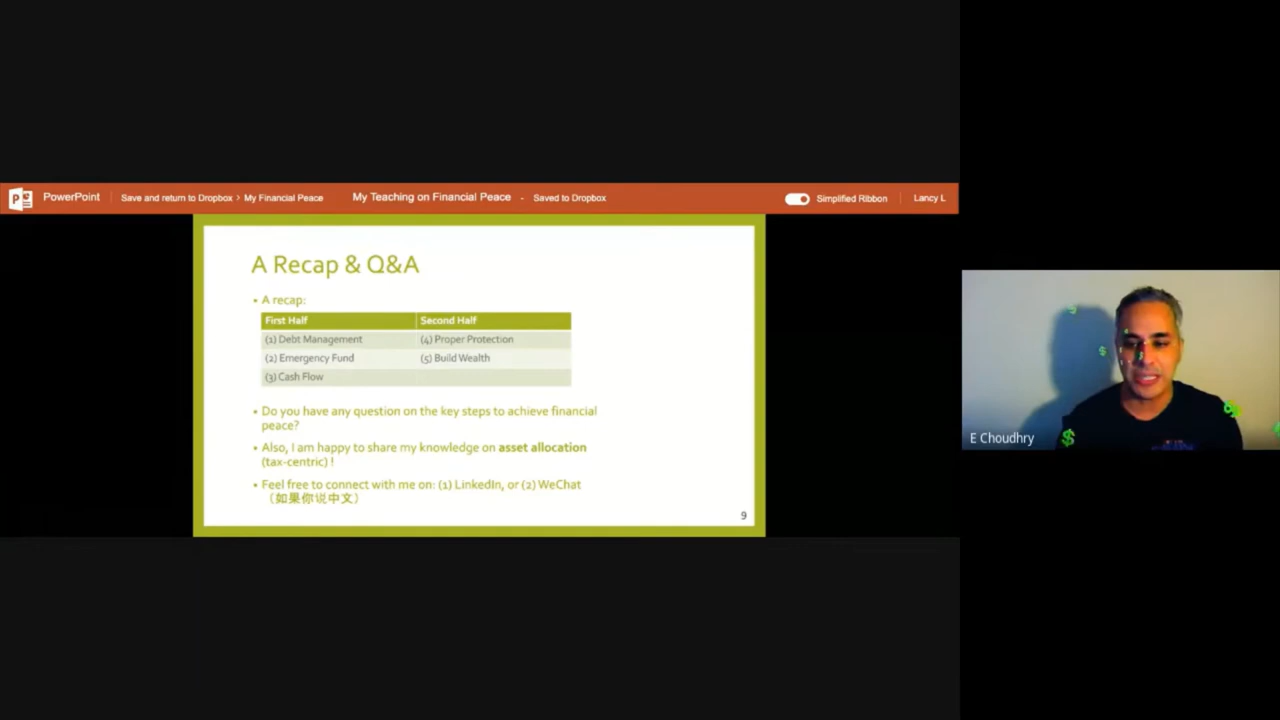 PowerPoint
Save and return to Dropbox > My Financial Peace
My Teaching on Financial Peace - Saved to Dropbox
Simplified Ribbon
Lancy L
A Recap & Q&A
▪ A recap:
First Half Second Half
(1) Debt Management (4) Proper Protection
(2) Emergency Fund (5) Build Wealth
(3) Cash Flow
▪ Do you have any question on the key steps to achieve financial
peace?
▪ Also, I am happy to share my knowledge on asset allocation
(tax-centric) !
▪ Feel free to connect with me on: (1) LinkedIn, or (2) WeChat
（如果你说中文）
9
E Choudhry